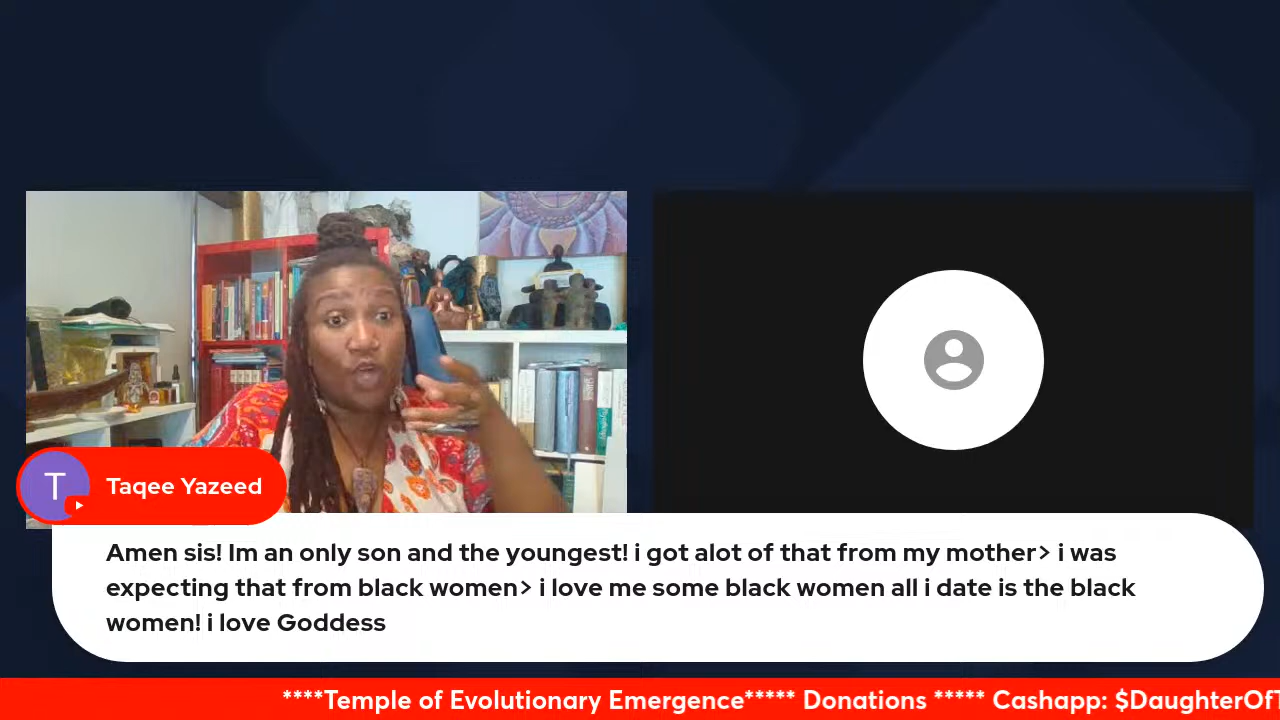 T
Taqee Yazeed
Amen sis! Im an only son and the youngest! i got alot of that from my mother> i was
expecting that from black women> i love me some black women all i date is the black
women! i love Goddess
****Temple of Evolutionary Emergence***** Donations ***** Cashapp: $DaughterOf